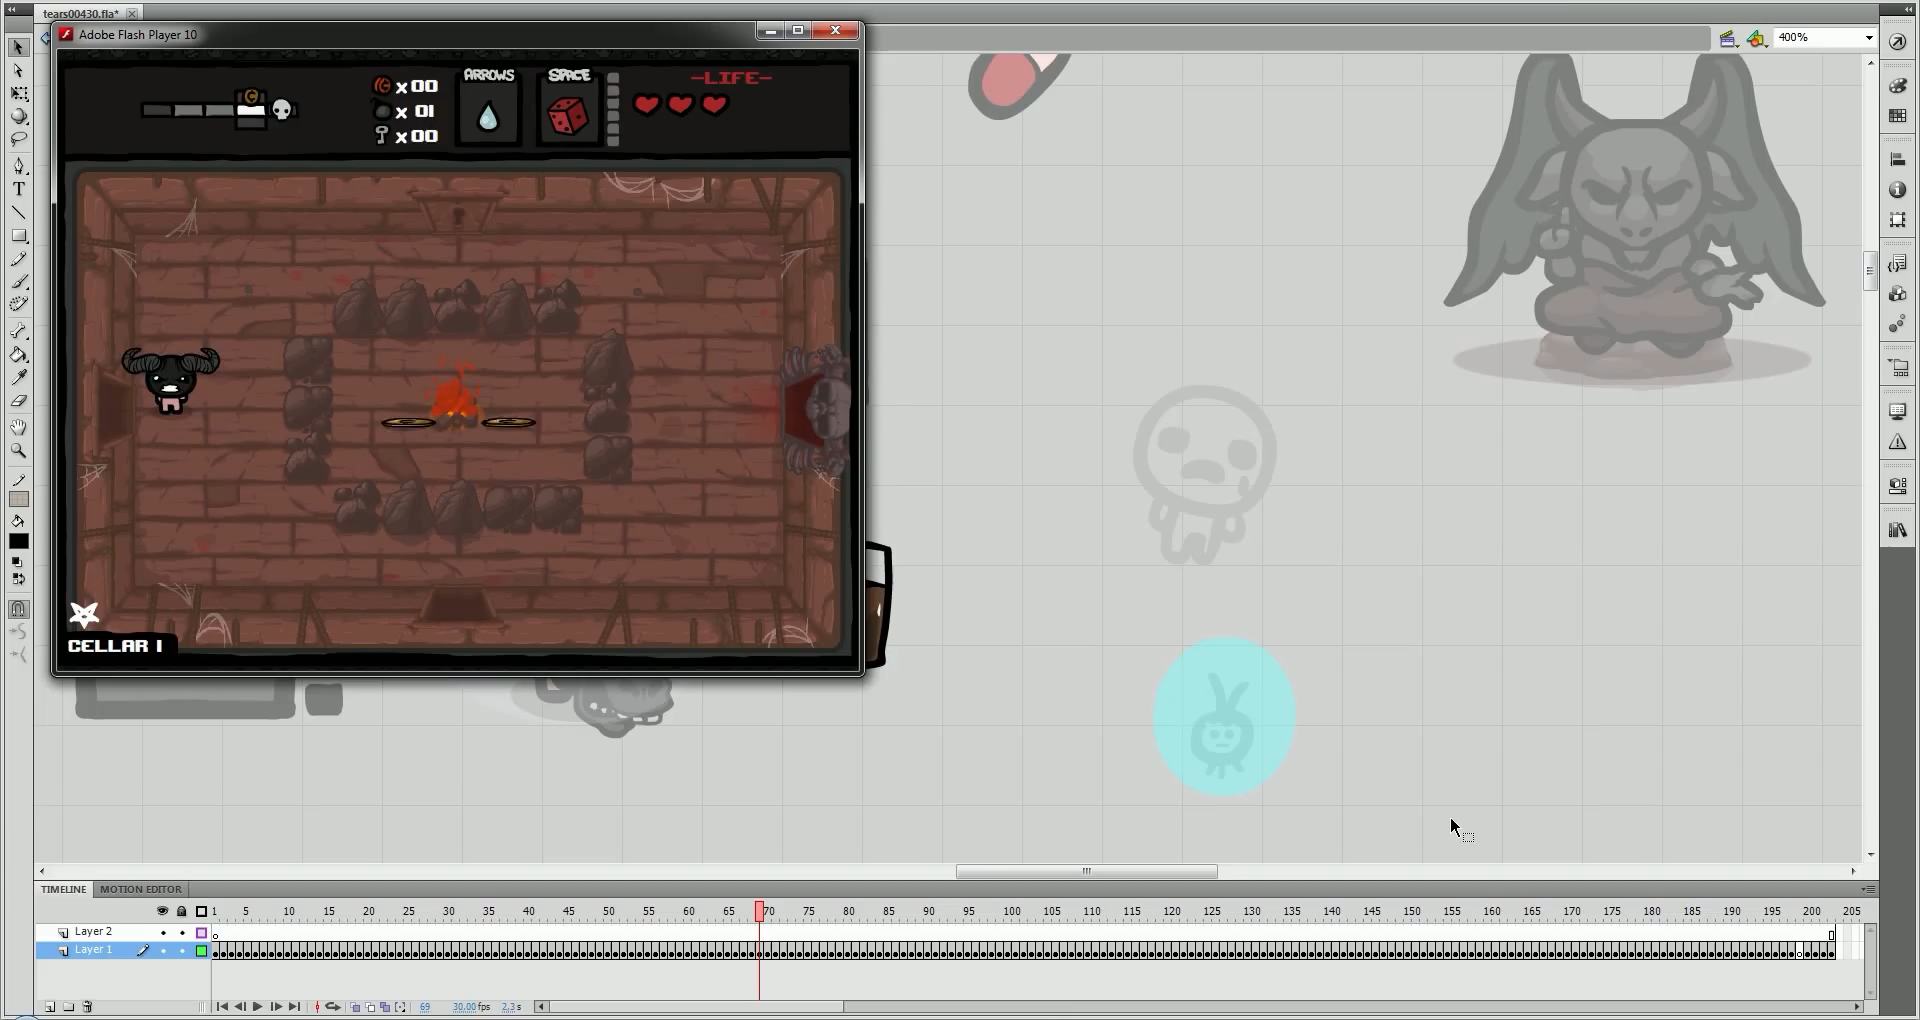 tears00430.fla*
Adobe Flash Player 10
400%
x00
x 01
x00
ARROWS
SPACE
-LIFE-
C
T
CELLAR I
TIMELINE
MOTION EDITOR
1 5 10 15 20 25 30 35 40 45 50 55 60 65 70 75 80 85 90 95 100 105 110 115 120 125 130 135 140 145 150 155 160 165 170 175 180 185 190 195 200 205
Layer 2
Layer 1
69 30.00 fps 2.3 s